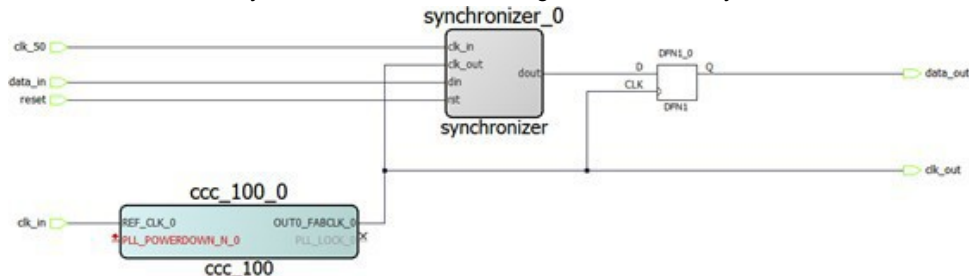 synchronizer_0
clk_50
clk_in
clk_out
data_in
din
dout
reset
rst
synchronizer
DFN1_0
D
Q
CLK
DFN1
data_out
clk_out
ccc_100_0
clk_in
REF_CLK_0
OUT0_FABCLK_0
PLL_POWERDOWN_N_0
PLL_LOCK_0
ccc_100